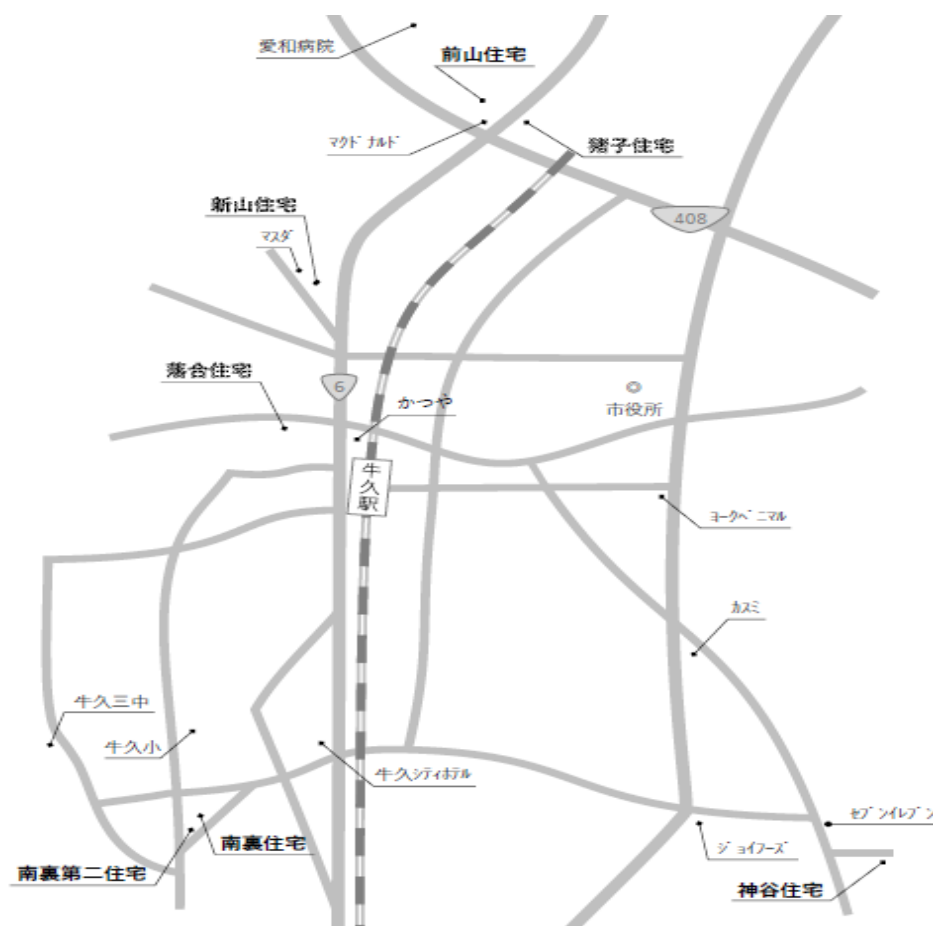 愛和病院
前山住宅
マクドナルド
猪子住宅
新山住宅
408
マスダ
落合住宅
6
かつや
市役所
牛久駅
ヨークベニマル
カスミ
牛久三中
牛久小
牛久シティホテル
セブンイレブン
南裏住宅
ジョイフーズ
南裏第二住宅
神谷住宅